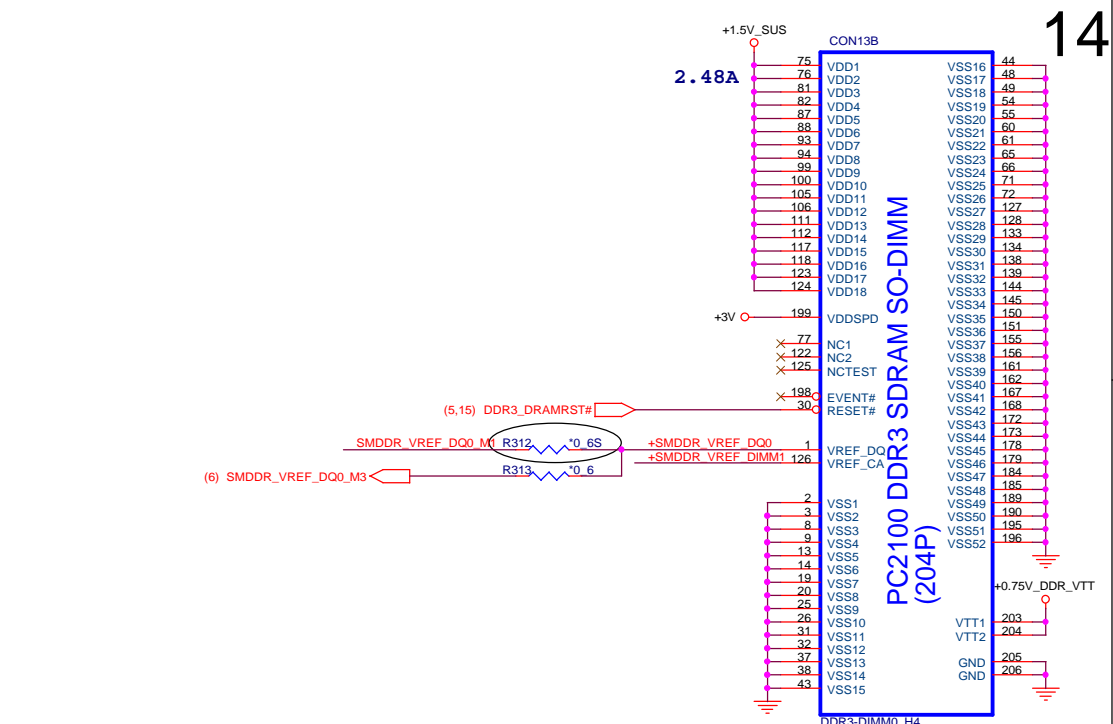 14
+1.5V_SUS
CON13B
2.48A
75 VDD1 VSS16 44
76 VDD2 VSS17 48
81 VDD3 VSS18 49
82 VDD4 VSS19 54
87 VDD5 VSS20 55
88 VDD6 VSS21 60
93 VDD7 VSS22 61
94 VDD8 VSS23 65
99 VDD9 VSS24 66
100 VDD10 VSS25 71
105 VDD11 VSS26 72
106 VDD12 VSS27 127
111 VDD13 VSS28 128
112 VDD14 VSS29 133
117 VDD15 VSS30 134
118 VDD16 VSS31 138
123 VDD17 VSS32 139
124 VDD18 VSS33 144
VSS34 145
+3V 199 VDDSPD VSS35 150
VSS36 151
77 NC1 VSS37 155
122 NC2 VSS38 156
125 NCTEST VSS39 161
VSS40 162
198 EVENT# VSS41 167
(5,15) DDR3_DRAMRST# 30 RESET# VSS42 168
VSS43 172
VSS44 173
SMDDR_VREF_DQ0_M1 R312 *0_6S +SMDDR_VREF_DQ0 1 VREF_DQ VSS45 178
+SMDDR_VREF_DIMM1 126 VREF_CA VSS46 179
(6) SMDDR_VREF_DQ0_M3 R313 *0_6 VSS47 184
VSS48 185
2 VSS1 VSS49 189
3 VSS2 VSS50 190
8 VSS3 VSS51 195
9 VSS4 VSS52 196
13 VSS5
14 VSS6
19 VSS7
20 VSS8
25 VSS9
26 VSS10
31 VSS11
32 VSS12
37 VSS13
38 VSS14
43 VSS15
PC2100 DDR3 SDRAM SO-DIMM
(204P)
+0.75V_DDR_VTT
VTT1 203
VTT2 204
GND 205
GND 206
DDR3-DIMM0_H4